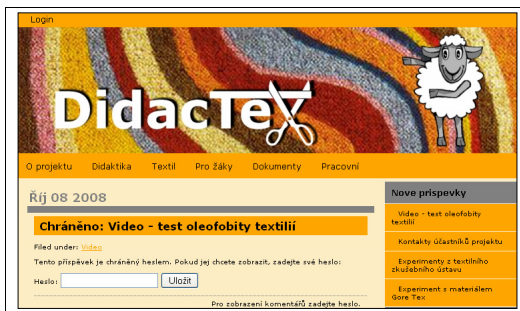 Login
DidacTex
O projektu Didaktika Textil Pro žáky Dokumenty Pracovní
Říj 08 2008
Chráněno: Video - test oleofobity textilií
Filed under: Video
Tento příspěvek je chráněný heslem. Pokud jej chcete zobrazit, zadejte své heslo:
Heslo: Uložit
Pro zobrazení komentářů zadejte heslo.
Nove prispevky
Video - test oleofobity
textilií
Kontakty účastníků projektu
Experimenty z textilního
zkušebního ústavu
Experiment s materiálem
Gore Tex